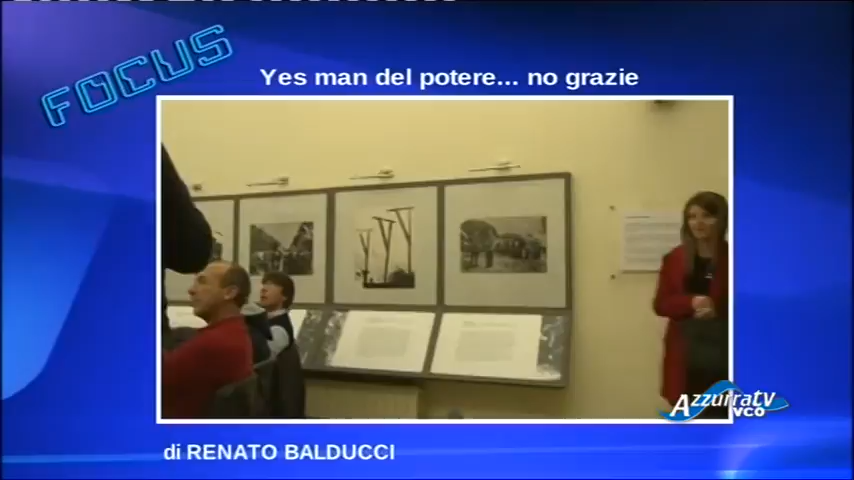 FOCUS
Yes man del potere... no grazie
Azzurratv
VCO
di RENATO BALDUCCI